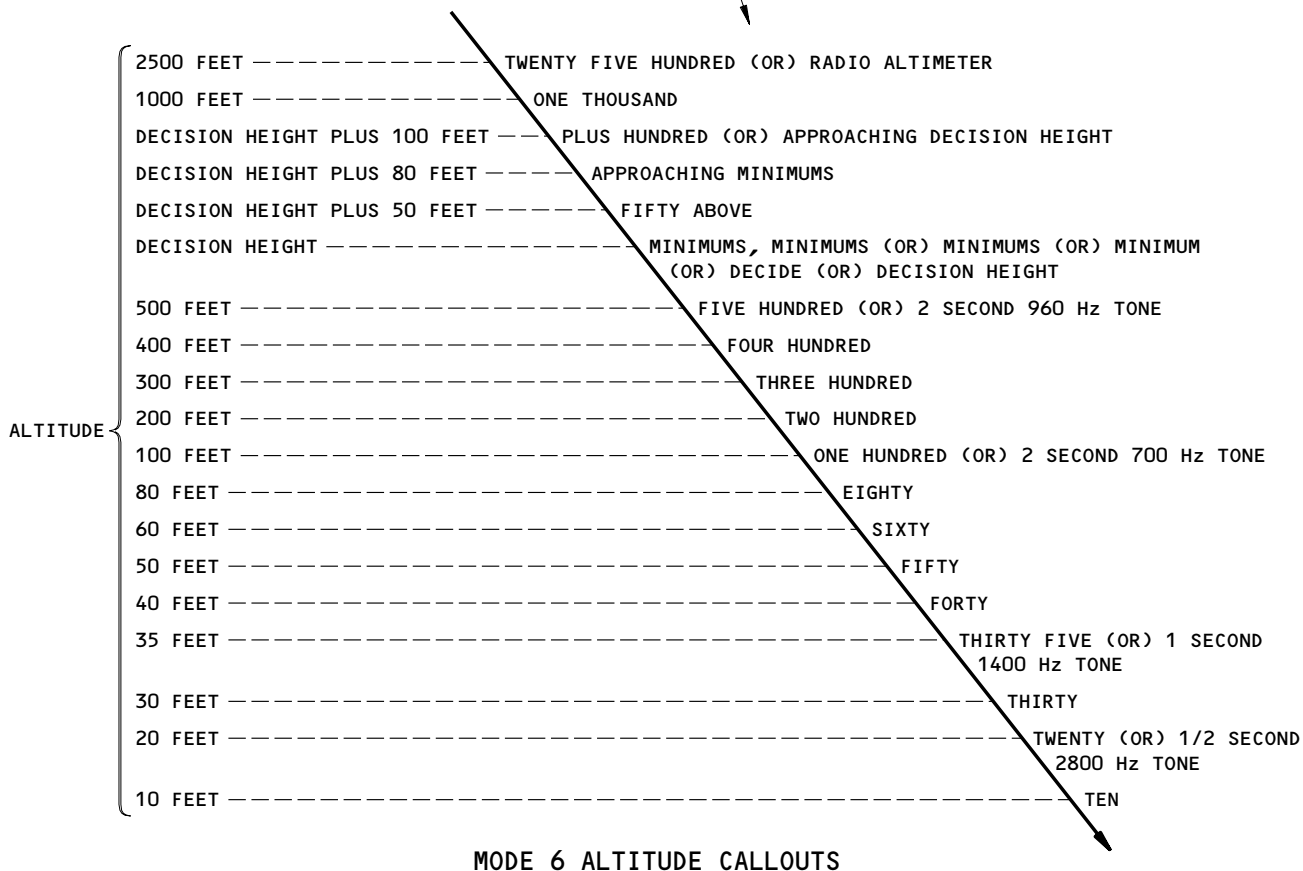 2500 FEET TWENTY FIVE HUNDRED (OR) RADIO ALTIMETER
1000 FEET ONE THOUSAND
DECISION HEIGHT PLUS 100 FEET PLUS HUNDRED (OR) APPROACHING DECISION HEIGHT
DECISION HEIGHT PLUS 80 FEET APPROACHING MINIMUMS
DECISION HEIGHT PLUS 50 FEET FIFTY ABOVE
DECISION HEIGHT MINIMUMS, MINIMUMS (OR) MINIMUMS (OR) MINIMUM
(OR) DECIDE (OR) DECISION HEIGHT
500 FEET FIVE HUNDRED (OR) 2 SECOND 960 Hz TONE
400 FEET FOUR HUNDRED
300 FEET THREE HUNDRED
200 FEET TWO HUNDRED
ALTITUDE
100 FEET ONE HUNDRED (OR) 2 SECOND 700 Hz TONE
80 FEET EIGHTY
60 FEET SIXTY
50 FEET FIFTY
40 FEET FORTY
35 FEET THIRTY FIVE (OR) 1 SECOND
1400 Hz TONE
30 FEET THIRTY
20 FEET TWENTY (OR) 1/2 SECOND
2800 Hz TONE
10 FEET TEN
MODE 6 ALTITUDE CALLOUTS